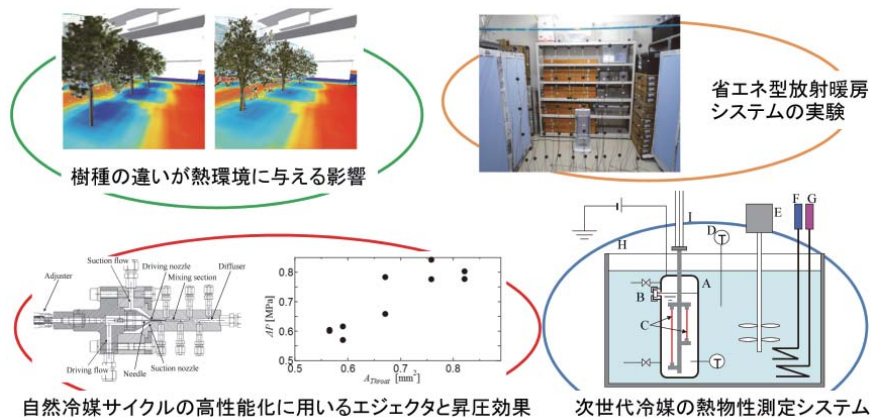 樹種の違いが熱環境に与える影響
省エネ型放射暖房
システムの実験
Suction flow
Driving nozzle
Mixing section
Diffuser
Adjuster
Driving flow
Needle
Suction nozzle
ΔP [MPa]
0.8
0.7
0.6
0.5
0.5
0.6
0.7
0.8
A_Throat [mm²]
自然冷媒サイクルの高性能化に用いるエジェクタと昇圧効果
I
E
F
G
H
D
T
A
B
C
T
次世代冷媒の熱物性測定システム